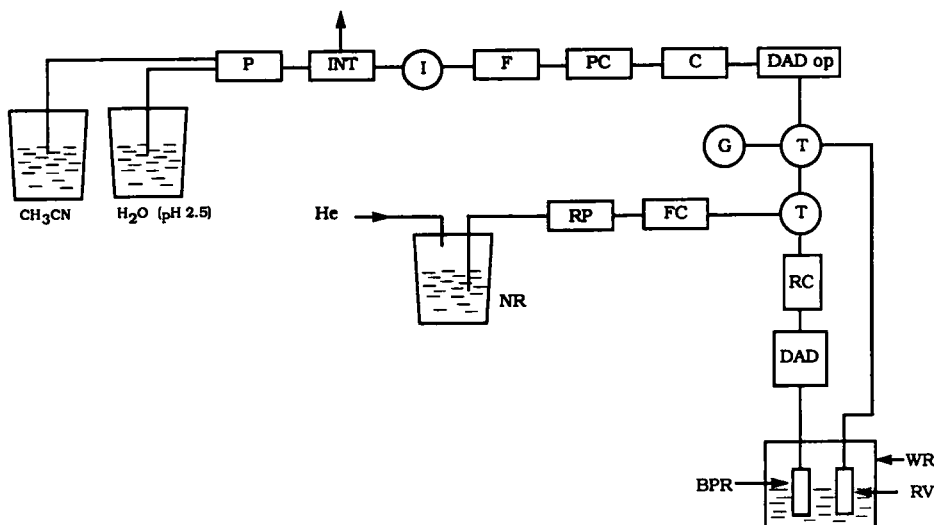 P
INT
I
F
PC
C
DAD op
G
T
CH₃CN
H₂O (pH 2.5)
He
RP
FC
T
NR
RC
DAD
WR
BPR
RV